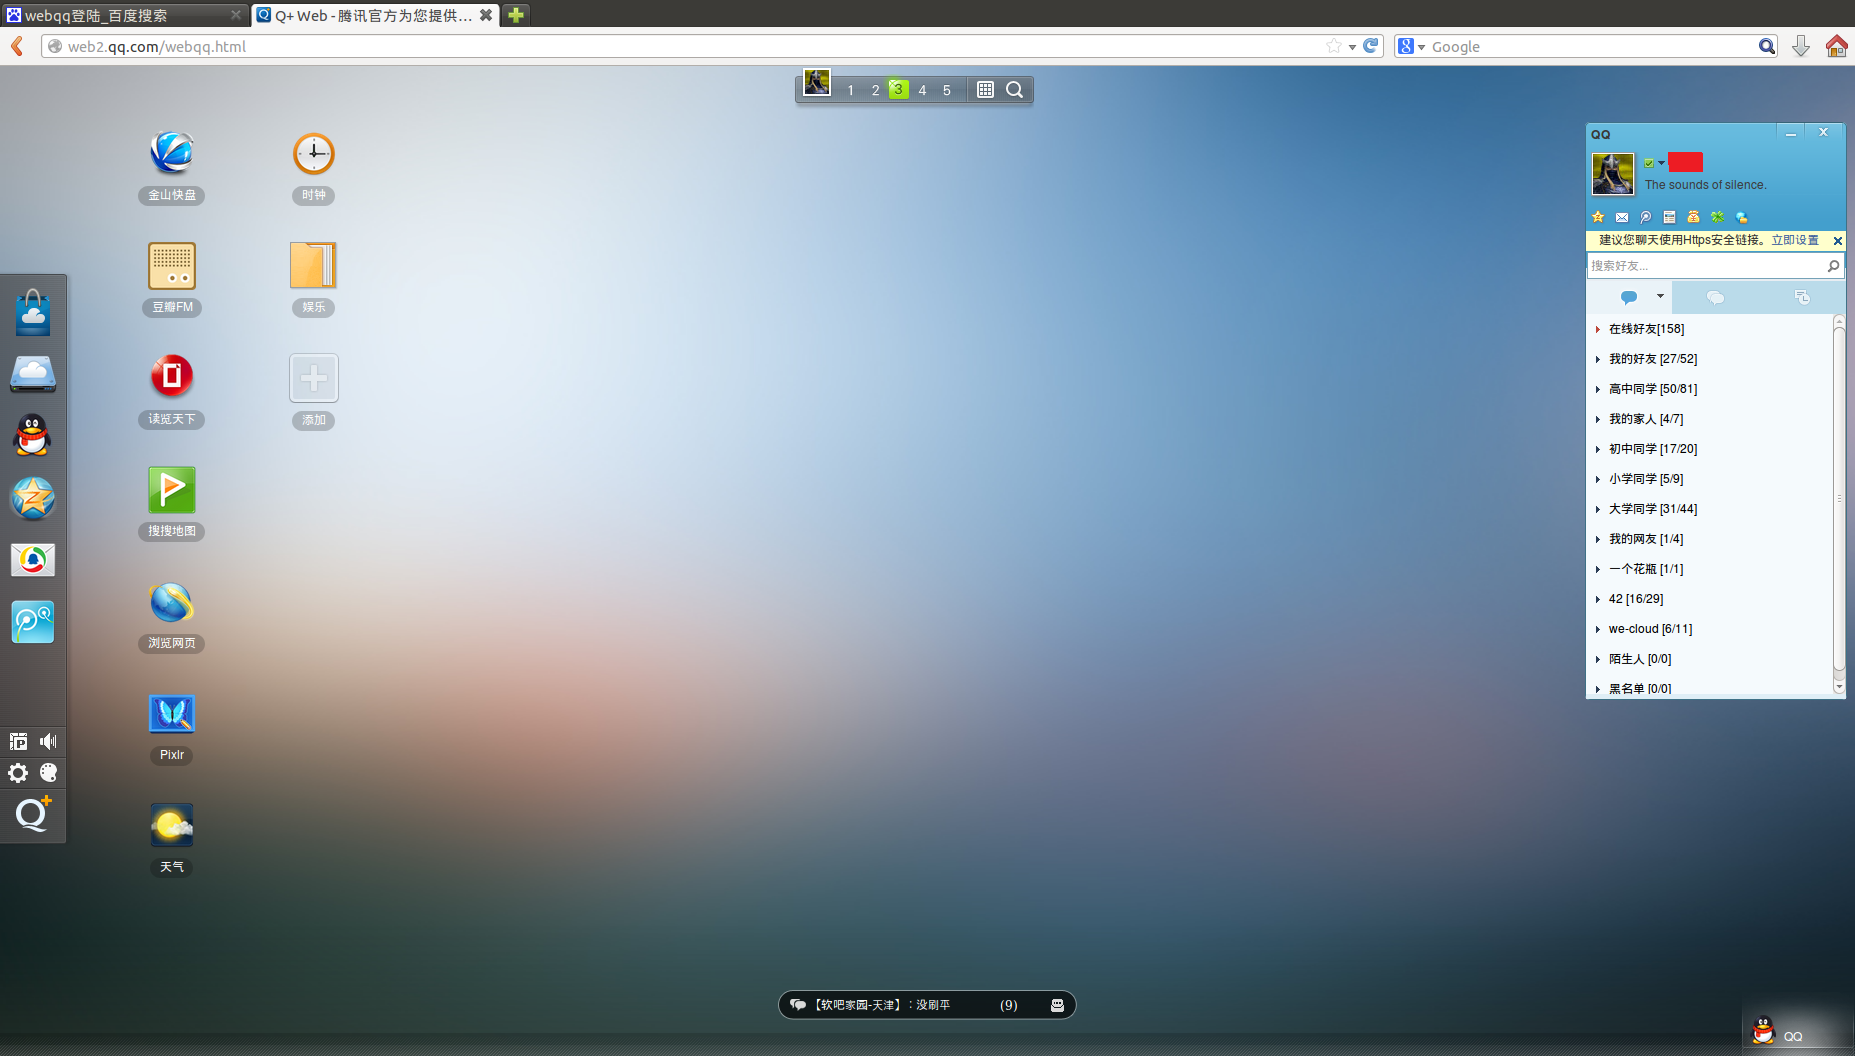 webqq登陆_百度搜索
Q+ Web - 腾讯官方为您提供...
web2.qq.com/webqq.html
Google
1 2 3 4 5
金山快盘
时钟
豆瓣FM
娱乐
读览天下
添加
搜搜地图
浏览网页
Pixlr
天气
QQ
The sounds of silence.
建议您聊天使用Https安全链接。立即设置
搜索好友...
在线好友[158]
我的好友 [27/52]
高中同学 [50/81]
我的家人 [4/7]
初中同学 [17/20]
小学同学 [5/9]
大学同学 [31/44]
我的网友 [1/4]
一个花瓶 [1/1]
42 [16/29]
we-cloud [6/11]
陌生人 [0/0]
黑名单 [0/0]
【软吧家园-天津】：没刷平 (9)
QQ